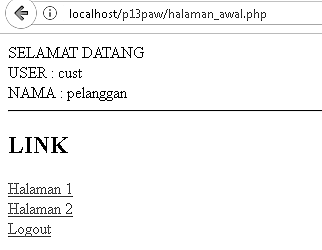 localhost/p13paw/halaman_awal.php
SELAMAT DATANG
USER : cust
NAMA : pelanggan
LINK
Halaman 1
Halaman 2
Logout